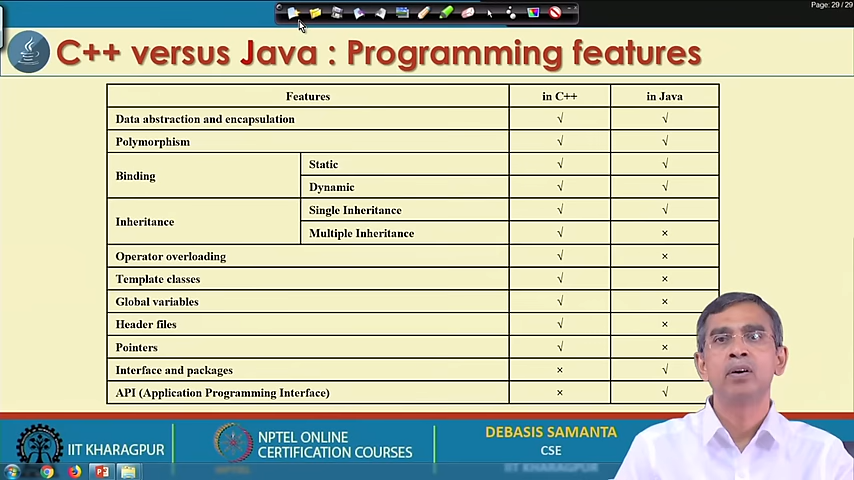 Page: 29 / 29
C++ versus Java : Programming features
Features in C++ in Java
Data abstraction and encapsulation √ √
Polymorphism √ √
Binding Static √ √
Dynamic √ √
Inheritance Single Inheritance √ √
Multiple Inheritance √ ×
Operator overloading √ ×
Template classes √ ×
Global variables √ ×
Header files √ ×
Pointers √ ×
Interface and packages × √
API (Application Programming Interface) × √
IIT KHARAGPUR
NPTEL ONLINE
CERTIFICATION COURSES
DEBASIS SAMANTA
CSE
IIT KHARAGPUR